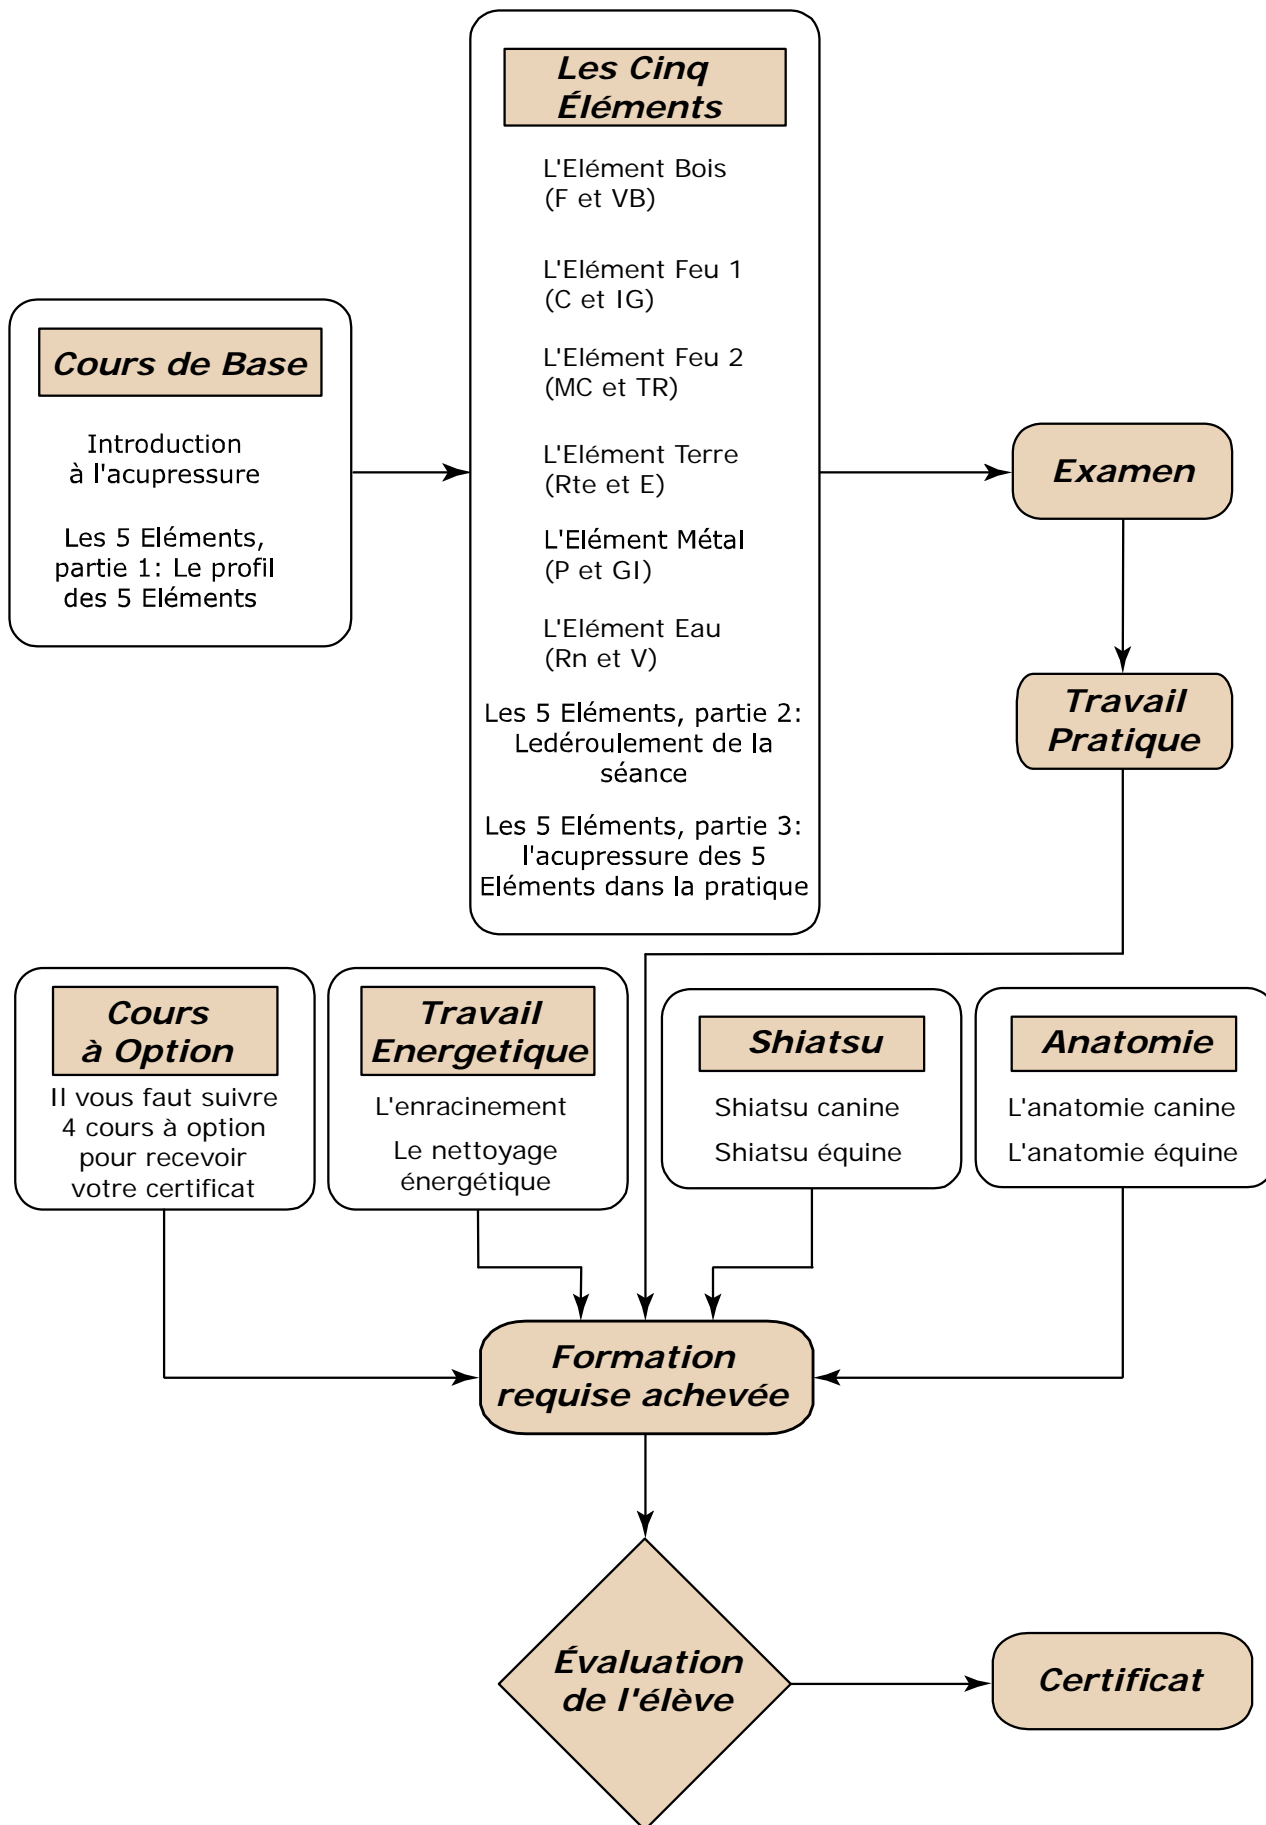 Les Cinq
Éléments
L'Elément Bois
(F et VB)
L'Elément Feu 1
(C et IG)
L'Elément Feu 2
(MC et TR)
L'Elément Terre
(Rte et E)
L'Elément Métal
(P et GI)
L'Elément Eau
(Rn et V)
Les 5 Eléments, partie 2:
Ledéroulement de la
séance
Les 5 Eléments, partie 3:
l'acupressure des 5
Eléments dans la pratique
Cours de Base
Introduction
à l'acupressure
Les 5 Eléments,
partie 1: Le profil
des 5 Eléments
Examen
Travail
Pratique
Cours
à Option
Il vous faut suivre
4 cours à option
pour recevoir
votre certificat
Travail
Energetique
L'enracinement
Le nettoyage
énergétique
Shiatsu
Shiatsu canine
Shiatsu équine
Anatomie
L'anatomie canine
L'anatomie équine
Formation
requise achevée
Évaluation
de l'élève
Certificat